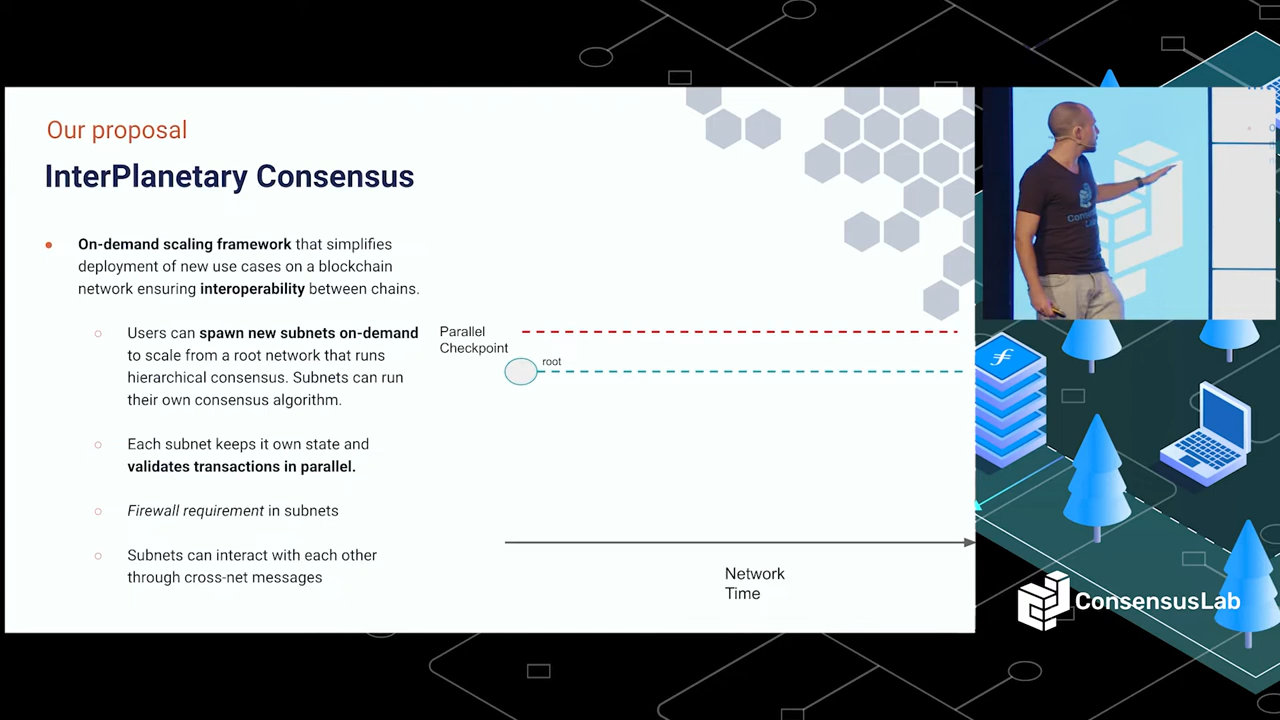 Our proposal
InterPlanetary Consensus
On-demand scaling framework that simplifies
deployment of new use cases on a blockchain
network ensuring interoperability between chains.
Users can spawn new subnets on-demand
to scale from a root network that runs
hierarchical consensus. Subnets can run
their own consensus algorithm.
Each subnet keeps it own state and
validates transactions in parallel.
Firewall requirement in subnets
Subnets can interact with each other
through cross-net messages
Parallel
Checkpoint
root
Network
Time
ConsensusLab